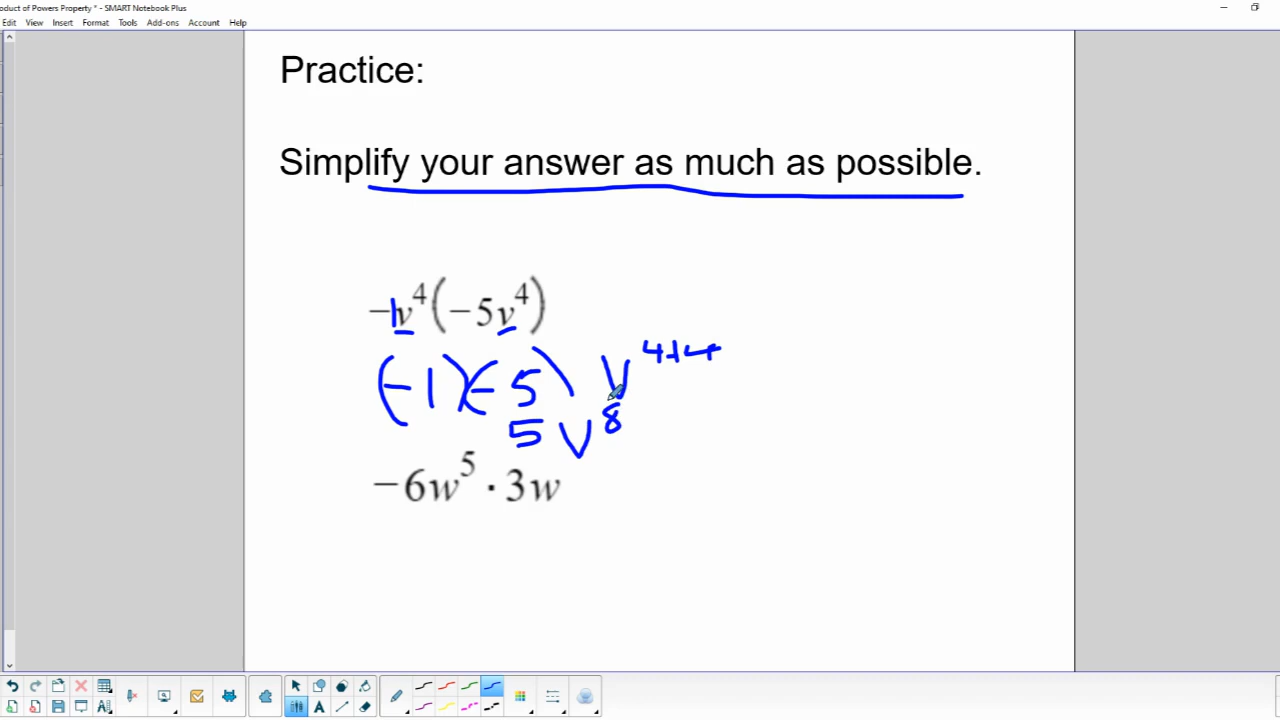 oduct of Powers Property * - SMART Notebook Plus
Edit View Insert Format Tools Add-ons Account Help
Practice:
Simplify your answer as much as possible.
-1v⁴(-5v⁴)
(-1)(-5) v⁴⁺⁴
5v⁸
-6w⁵ · 3w